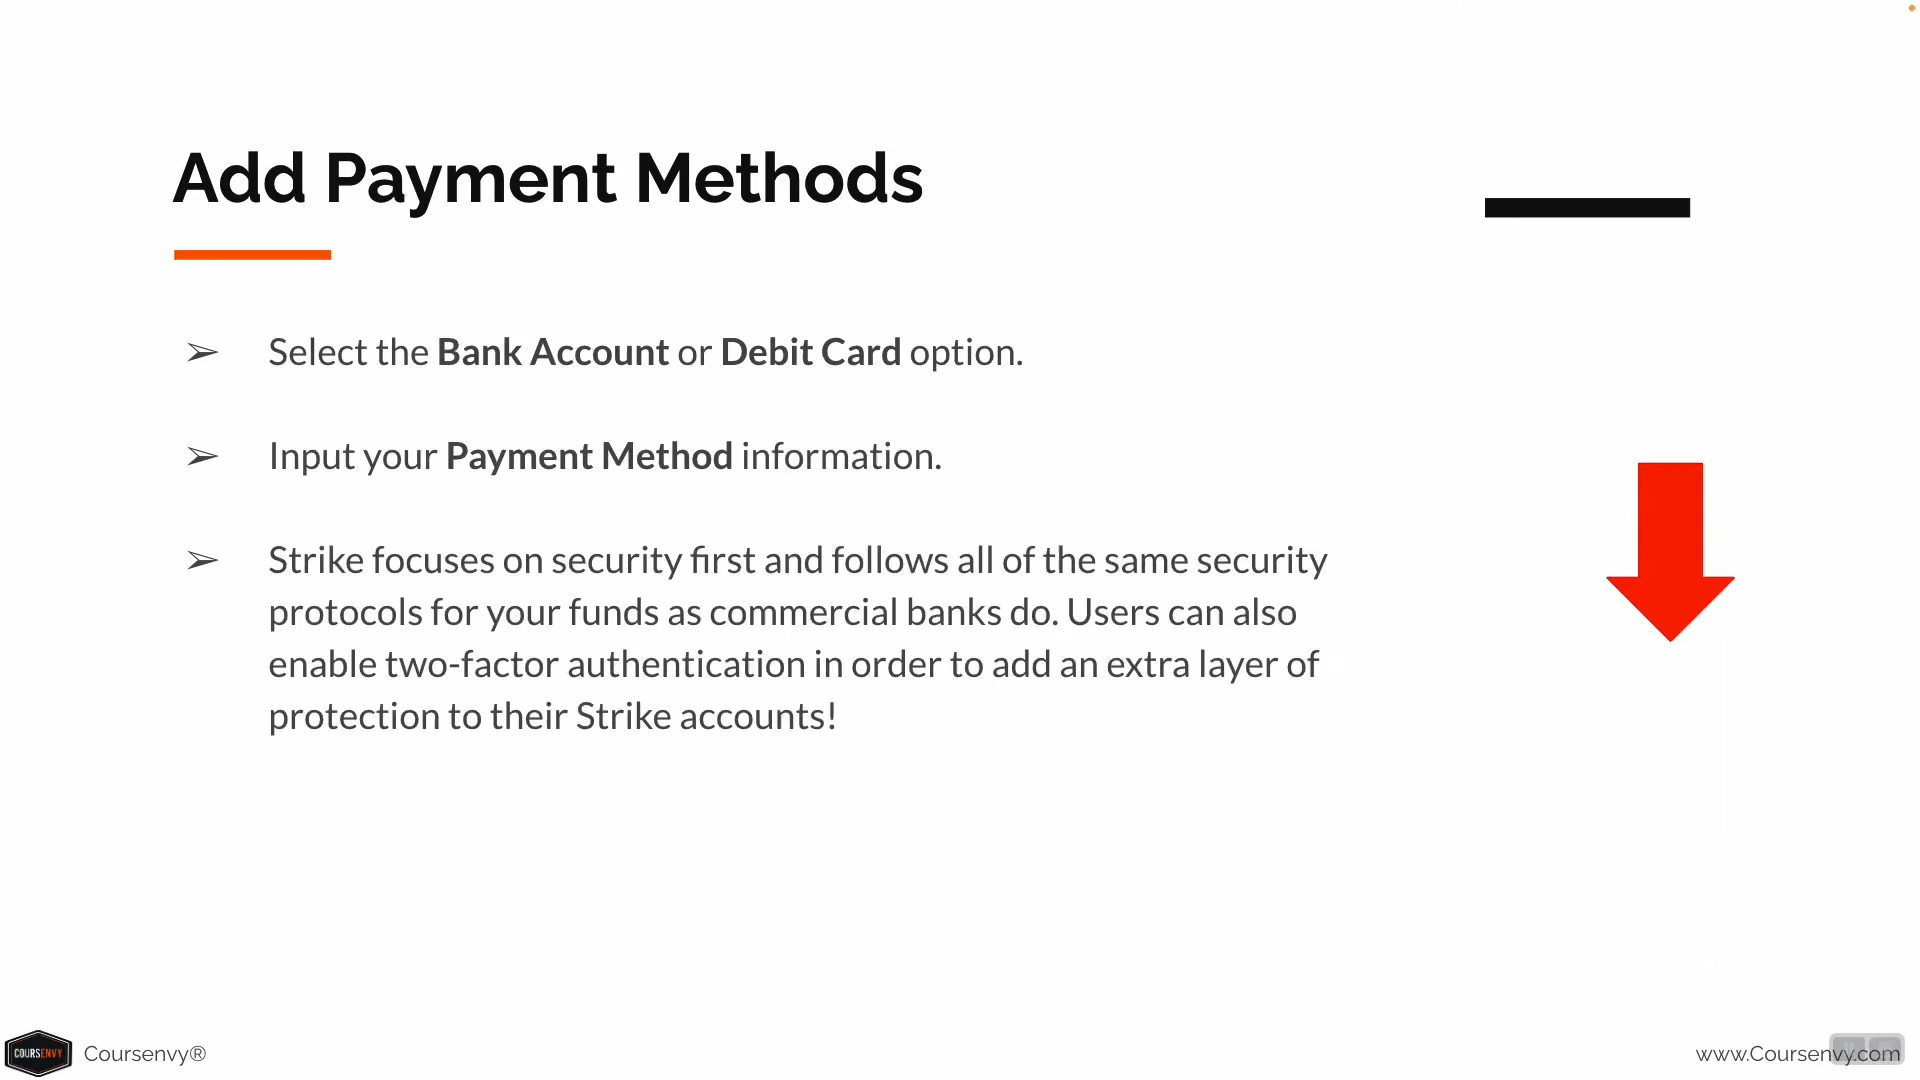 Add Payment Methods
➢ Select the Bank Account or Debit Card option.
➢ Input your Payment Method information.
➢ Strike focuses on security first and follows all of the same security
protocols for your funds as commercial banks do. Users can also
enable two-factor authentication in order to add an extra layer of
protection to their Strike accounts!
COURSENVY
Coursenvy®
www.Coursenvy.com